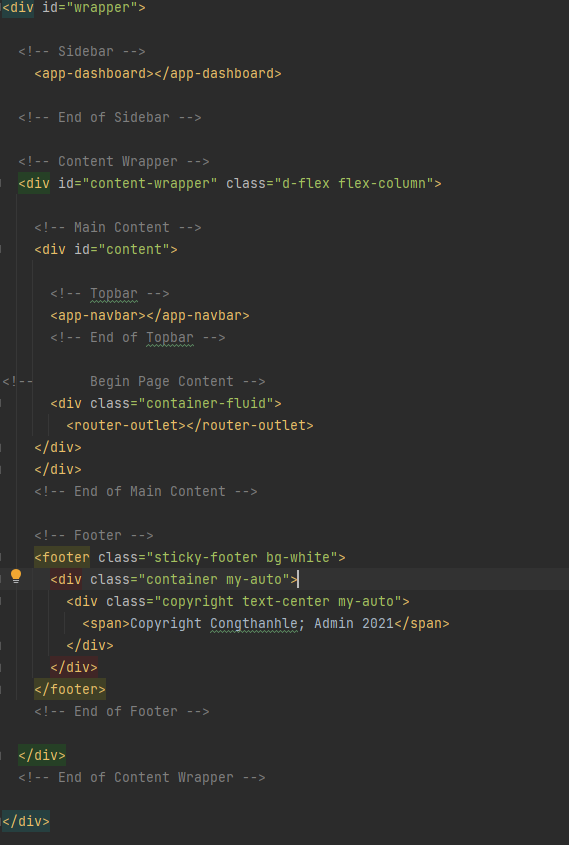 <div id="wrapper">
<!-- Sidebar -->
<app-dashboard></app-dashboard>
<!-- End of Sidebar -->
<!-- Content Wrapper -->
<div id="content-wrapper" class="d-flex flex-column">
<!-- Main Content -->
<div id="content">
<!-- Topbar -->
<app-navbar></app-navbar>
<!-- End of Topbar -->
<!--       Begin Page Content -->
<div class="container-fluid">
<router-outlet></router-outlet>
</div>
</div>
<!-- End of Main Content -->
<!-- Footer -->
<footer class="sticky-footer bg-white">
<div class="container my-auto">
<div class="copyright text-center my-auto">
<span>Copyright Congthanhle; Admin 2021</span>
</div>
</div>
</footer>
<!-- End of Footer -->
</div>
<!-- End of Content Wrapper -->
</div>